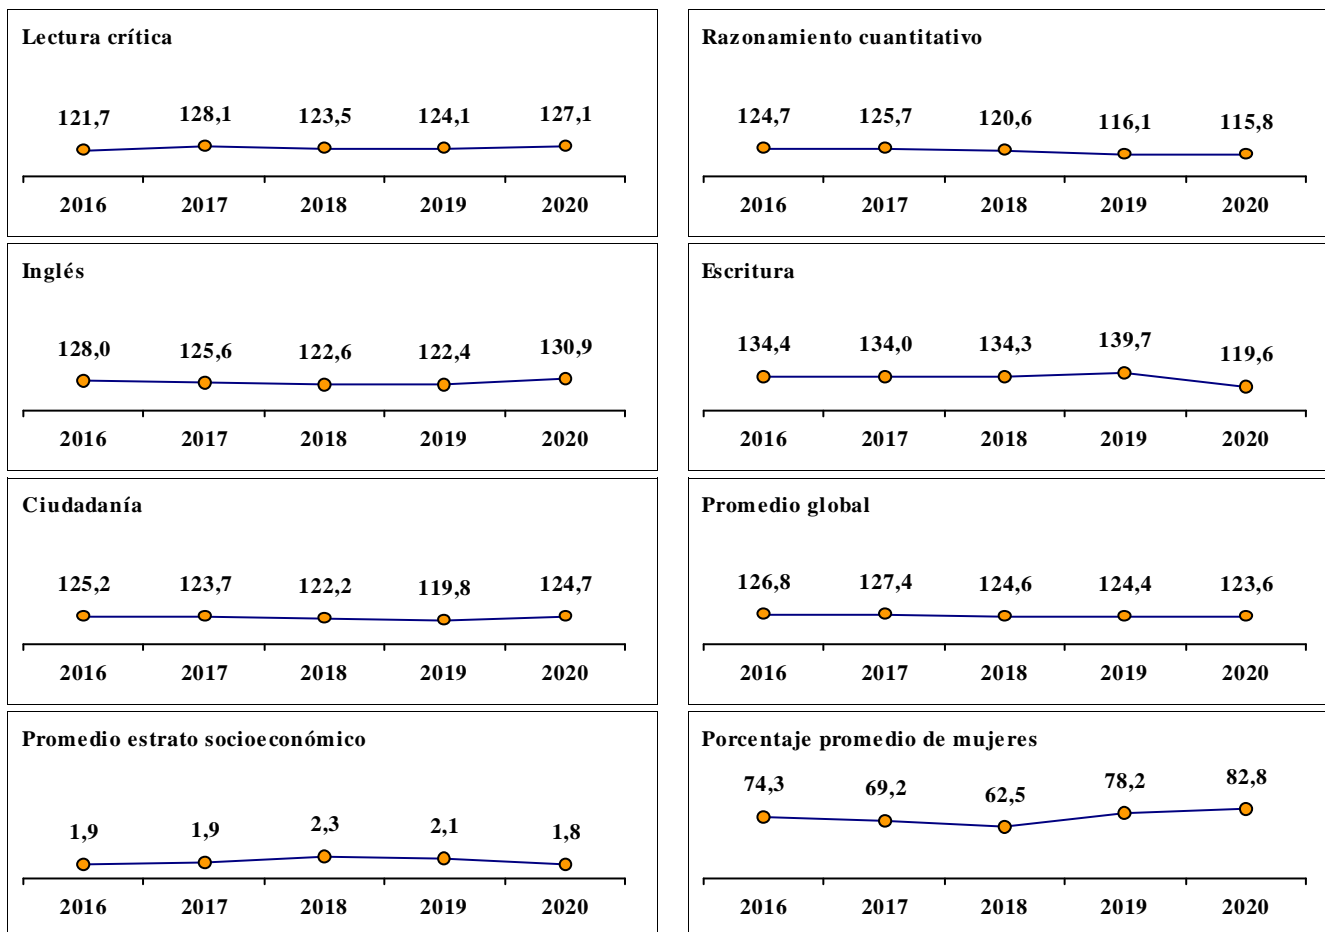 Lectura crítica
121,7 128,1 123,5 124,1 127,1
2016 2017 2018 2019 2020
Razonamiento cuantitativo
124,7 125,7 120,6 116,1 115,8
2016 2017 2018 2019 2020
Inglés
128,0 125,6 122,6 122,4 130,9
2016 2017 2018 2019 2020
Escritura
134,4 134,0 134,3 139,7 119,6
2016 2017 2018 2019 2020
Ciudadanía
125,2 123,7 122,2 119,8 124,7
2016 2017 2018 2019 2020
Promedio global
126,8 127,4 124,6 124,4 123,6
2016 2017 2018 2019 2020
Promedio estrato socioeconómico
1,9 1,9 2,3 2,1 1,8
2016 2017 2018 2019 2020
Porcentaje promedio de mujeres
74,3 69,2 62,5 78,2 82,8
2016 2017 2018 2019 2020